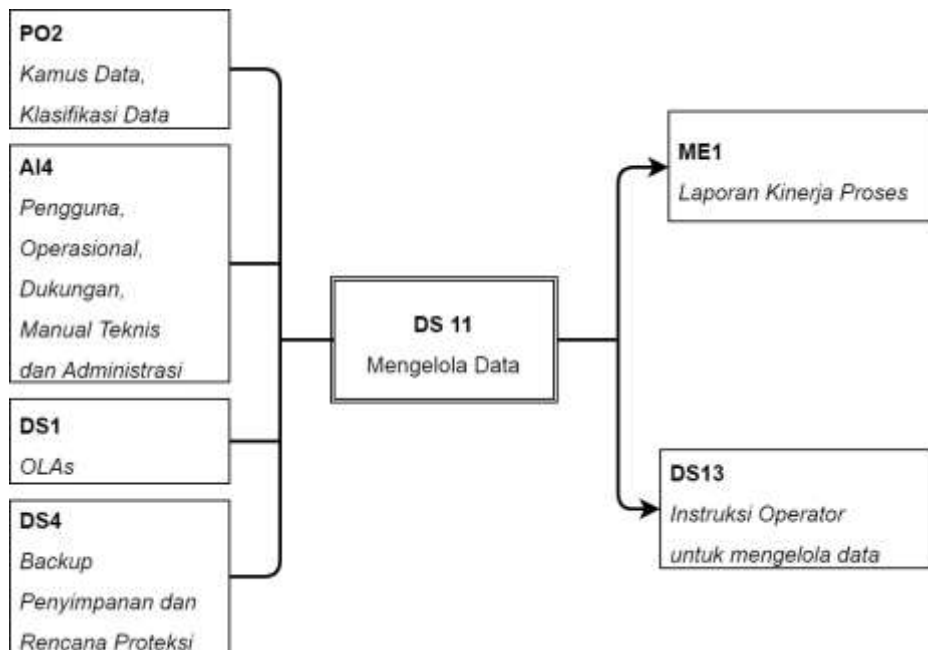 PO2
Kamus Data,
Klasifikasi Data
AI4
Pengguna,
Operasional,
Dukungan,
Manual Teknis
dan Administrasi
DS1
OLAs
DS4
Backup
Penyimpanan dan
Rencana Proteksi
DS 11
Mengelola Data
ME1
Laporan Kinerja Proses
DS13
Instruksi Operator
untuk mengelola data